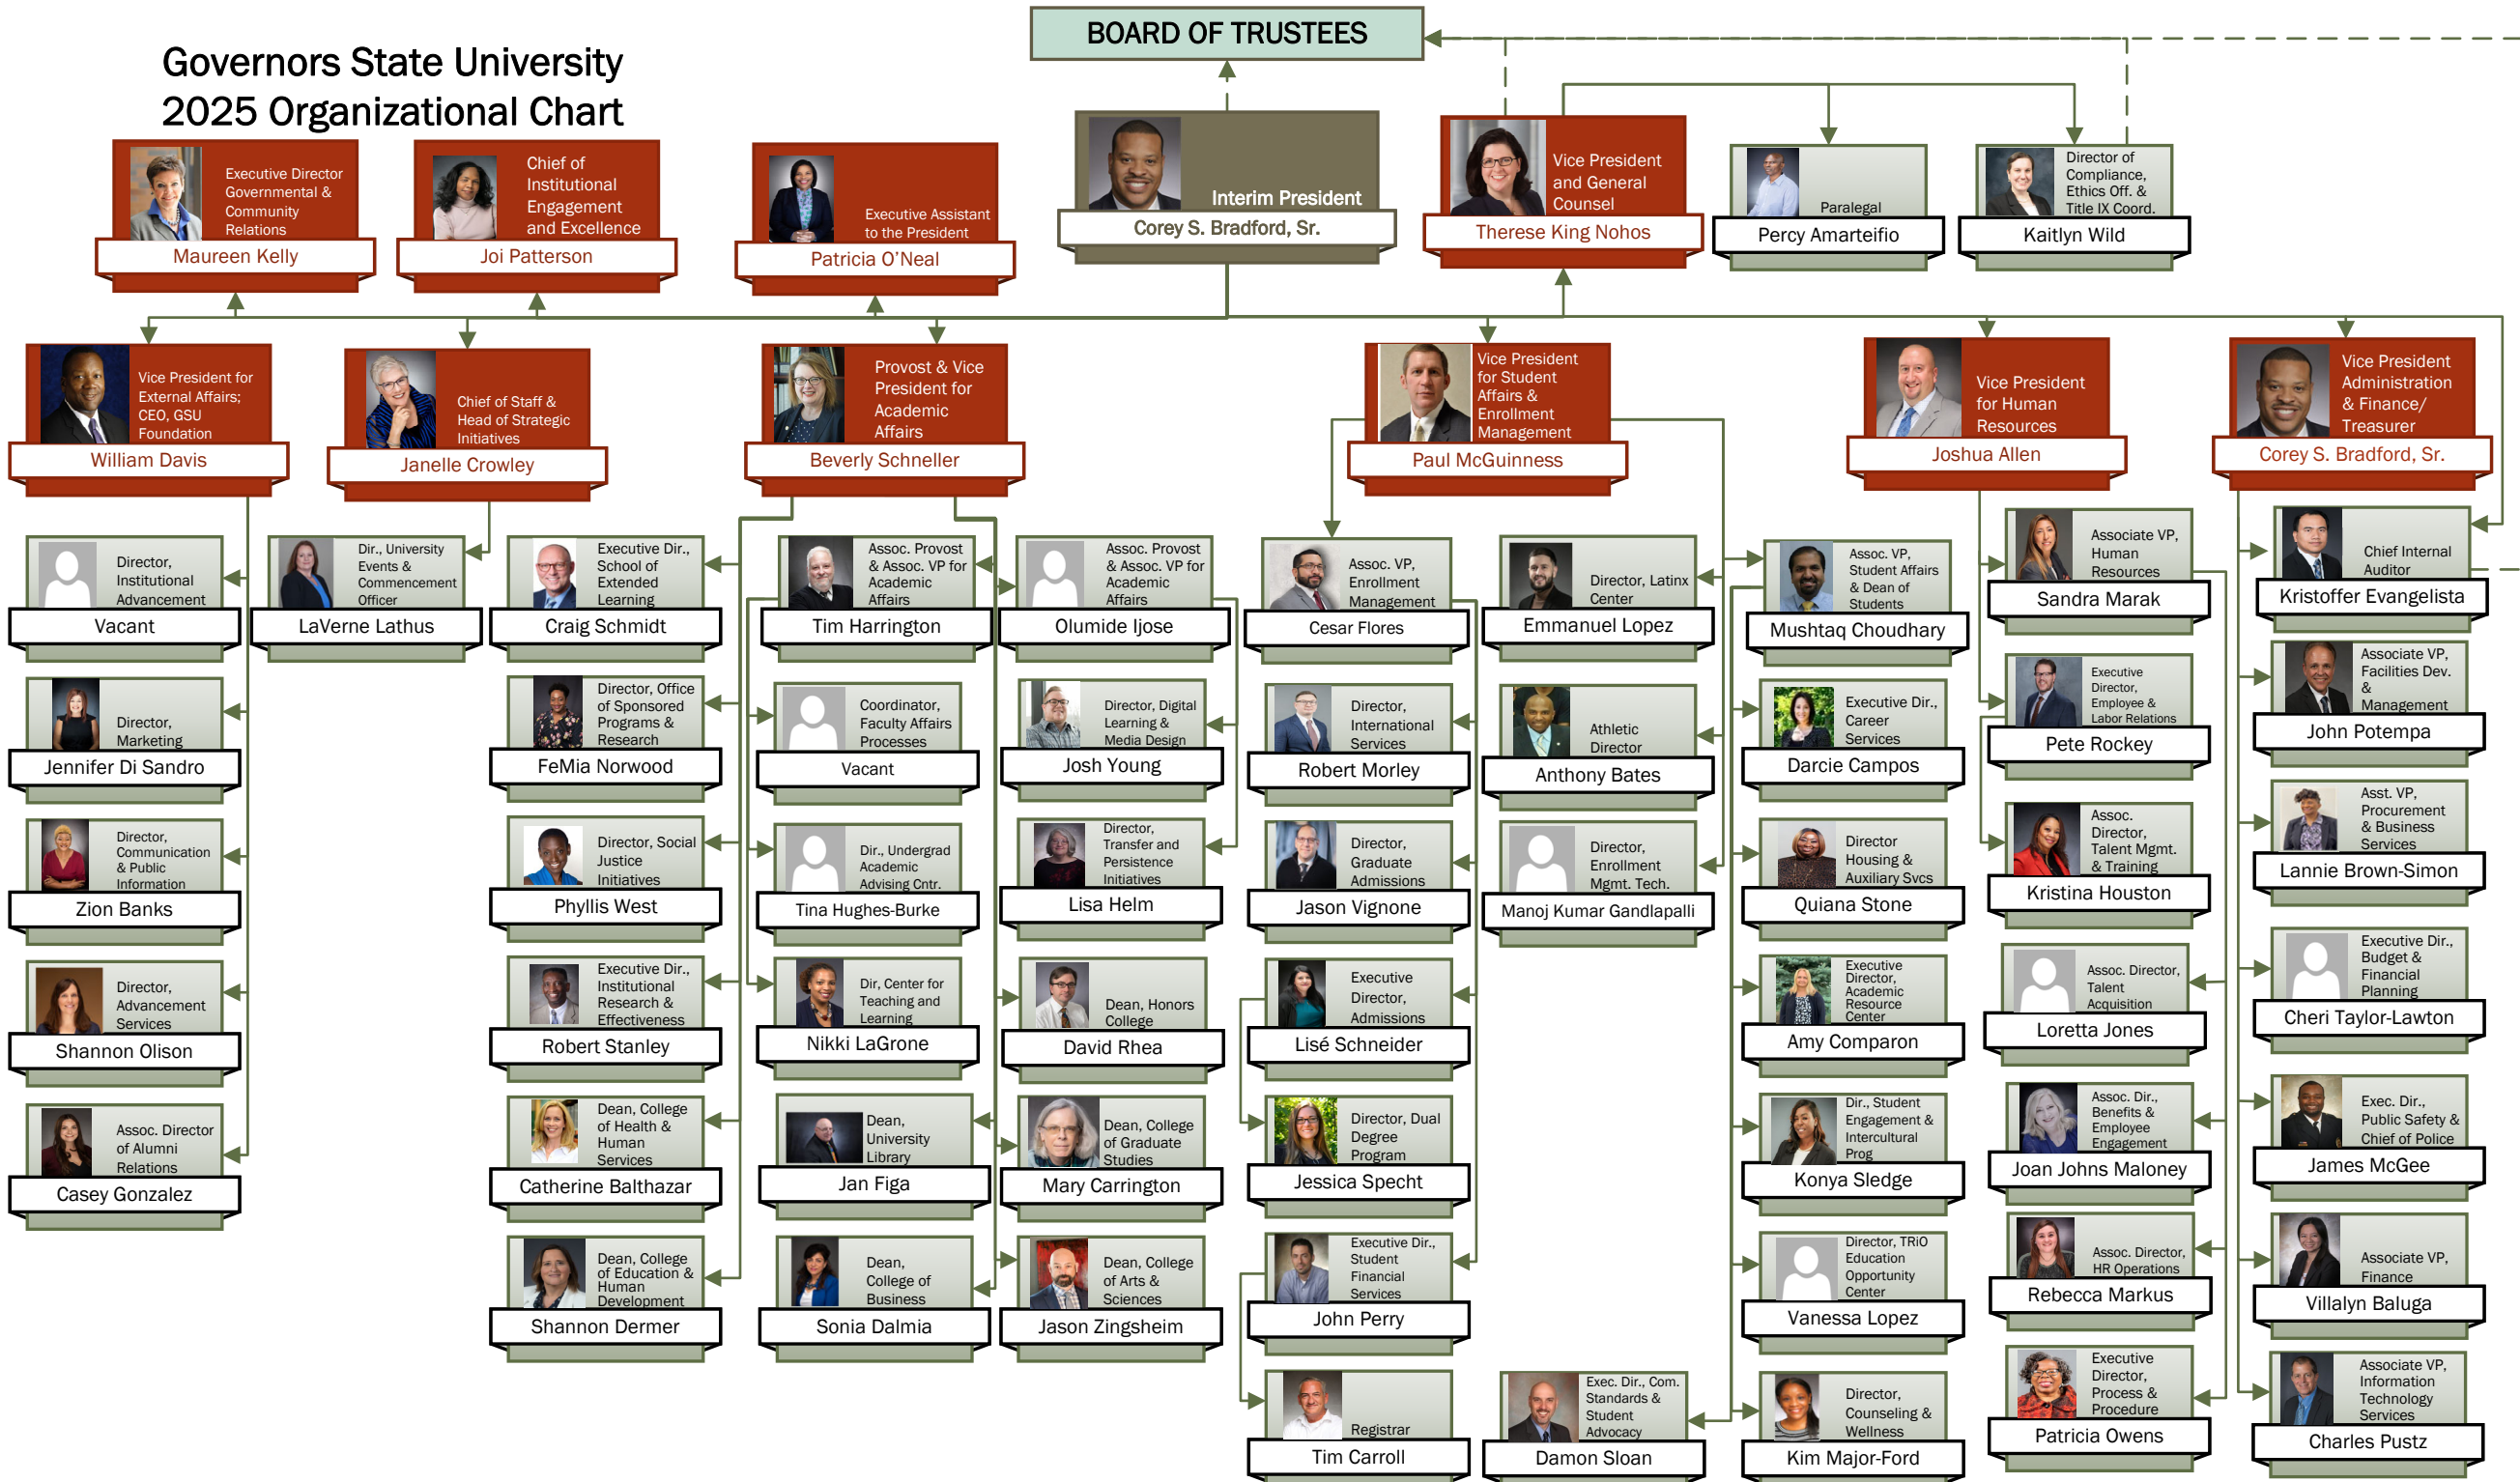 BOARD OF TRUSTEES
Governors State University
2025 Organizational Chart
Executive Director
Governmental &
Community
Relations
Maureen Kelly
Chief of
Institutional
Engagement
and Excellence
Joi Patterson
Executive Assistant
to the President
Patricia O'Neal
Interim President
Corey S. Bradford, Sr.
Vice President
and General
Counsel
Therese King Nohos
Paralegal
Percy Amarteifio
Director of
Compliance,
Ethics Off. &
Title IX Coord.
Kaitlyn Wild
Vice President for
External Affairs;
CEO, GSU
Foundation
William Davis
Chief of Staff &
Head of Strategic
Initiatives
Janelle Crowley
Provost & Vice
President for
Academic
Affairs
Beverly Schneller
Vice President
for Student
Affairs &
Enrollment
Management
Paul McGuinness
Vice President
for Human
Resources
Joshua Allen
Vice President
Administration
& Finance/
Treasurer
Corey S. Bradford, Sr.
Director,
Institutional
Advancement
Vacant
Dir., University
Events &
Commencement
Officer
LaVerne Lathus
Executive Dir.,
School of
Extended
Learning
Craig Schmidt
Assoc. Provost
& Assoc. VP for
Academic
Affairs
Tim Harrington
Assoc. Provost
& Assoc. VP for
Academic
Affairs
Olumide Ijose
Assoc. VP,
Enrollment
Management
Cesar Flores
Director, Latinx
Center
Emmanuel Lopez
Assoc. VP,
Student Affairs
& Dean of
Students
Mushtaq Choudhary
Associate VP,
Human
Resources
Sandra Marak
Chief Internal
Auditor
Kristoffer Evangelista
Director,
Marketing
Jennifer Di Sandro
Director, Office
of Sponsored
Programs &
Research
FeMia Norwood
Coordinator,
Faculty Affairs
Processes
Vacant
Director, Digital
Learning &
Media Design
Josh Young
Director,
International
Services
Robert Morley
Athletic
Director
Anthony Bates
Executive Dir.,
Career
Services
Darcie Campos
Executive
Director,
Employee &
Labor Relations
Pete Rockey
Associate VP,
Facilities Dev.
&
Management
John Potempa
Director,
Communication
& Public
Information
Zion Banks
Director, Social
Justice
Initiatives
Phyllis West
Dir., Undergrad
Academic
Advising Cntr.
Tina Hughes-Burke
Director,
Transfer and
Persistence
Initiatives
Lisa Helm
Director,
Graduate
Admissions
Jason Vignone
Director,
Enrollment
Mgmt. Tech.
Manoj Kumar Gandlapalli
Director
Housing &
Auxiliary Svcs
Quiana Stone
Assoc.
Director,
Talent Mgmt.
& Training
Kristina Houston
Asst. VP,
Procurement
& Business
Services
Lannie Brown-Simon
Director,
Advancement
Services
Shannon Olison
Executive Dir.,
Institutional
Research &
Effectiveness
Robert Stanley
Dir, Center for
Teaching and
Learning
Nikki LaGrone
Dean, Honors
College
David Rhea
Executive
Director,
Admissions
Lisé Schneider
Executive
Director,
Academic
Resource
Center
Amy Comparon
Assoc. Director,
Talent
Acquisition
Loretta Jones
Executive Dir.,
Budget &
Financial
Planning
Cheri Taylor-Lawton
Assoc. Director
of Alumni
Relations
Casey Gonzalez
Dean, College
of Health &
Human
Services
Catherine Balthazar
Dean,
University
Library
Jan Figa
Dean, College
of Graduate
Studies
Mary Carrington
Director, Dual
Degree
Program
Jessica Specht
Dir., Student
Engagement &
Intercultural
Prog
Konya Sledge
Assoc. Dir.,
Benefits &
Employee
Engagement
Joan Johns Maloney
Exec. Dir.,
Public Safety &
Chief of Police
James McGee
Dean, College
of Education &
Human
Development
Shannon Dermer
Dean,
College of
Business
Sonia Dalmia
Dean, College
of Arts &
Sciences
Jason Zingsheim
Executive Dir.,
Student
Financial
Services
John Perry
Director, TRiO
Education
Opportunity
Center
Vanessa Lopez
Assoc. Director,
HR Operations
Rebecca Markus
Associate VP,
Finance
Villalyn Baluga
Registrar
Tim Carroll
Exec. Dir., Com.
Standards &
Student
Advocacy
Damon Sloan
Director,
Counseling &
Wellness
Kim Major-Ford
Executive
Director,
Process &
Procedure
Patricia Owens
Associate VP,
Information
Technology
Services
Charles Pustz